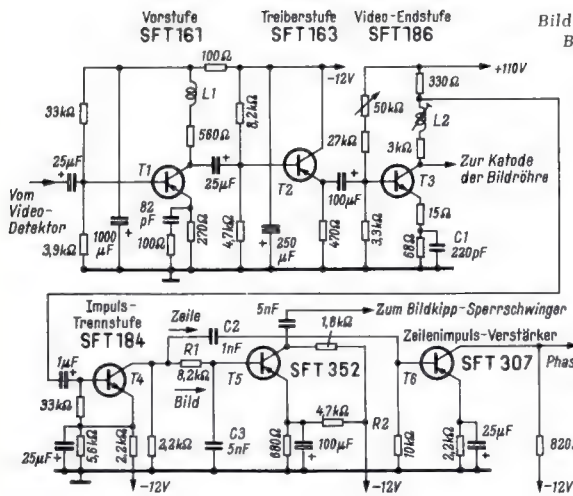 Vorstufe
SFT 161
Treiberstufe
SFT163
Video-Endstufe
SFT186
Bild
B
100Ω
-12V
+110V
33kΩ
L1
560Ω
8,2kΩ
50kΩ
27kΩ
330Ω
L2
3kΩ
25µF
T1
25µF
T2
100µF
T3
Zur Katode
der Bildröhre
Vom
Video-
Detektor
3,9kΩ
1000
µF
82
pF
100Ω
270Ω
4,7kΩ
250
µF
470Ω
3,3kΩ
15Ω
68Ω
C1
220pF
Impuls-
Trennstufe
SFT184
Zeile
C2
1nF
5nF
Zum Bildkipp-Sperrschwinger
1,8kΩ
Zeilenimpuls-Verstärker
1µF
T4
R1
8,2kΩ
Bild
T5
SFT 352
T6
SFT 307
Phas
33kΩ
4,7kΩ
R2
25µF
5,6kΩ
2,2kΩ
2,2kΩ
C3
5nF
680Ω
100µF
10kΩ
2,2kΩ
25µF
820
-12V
-12V
-12V